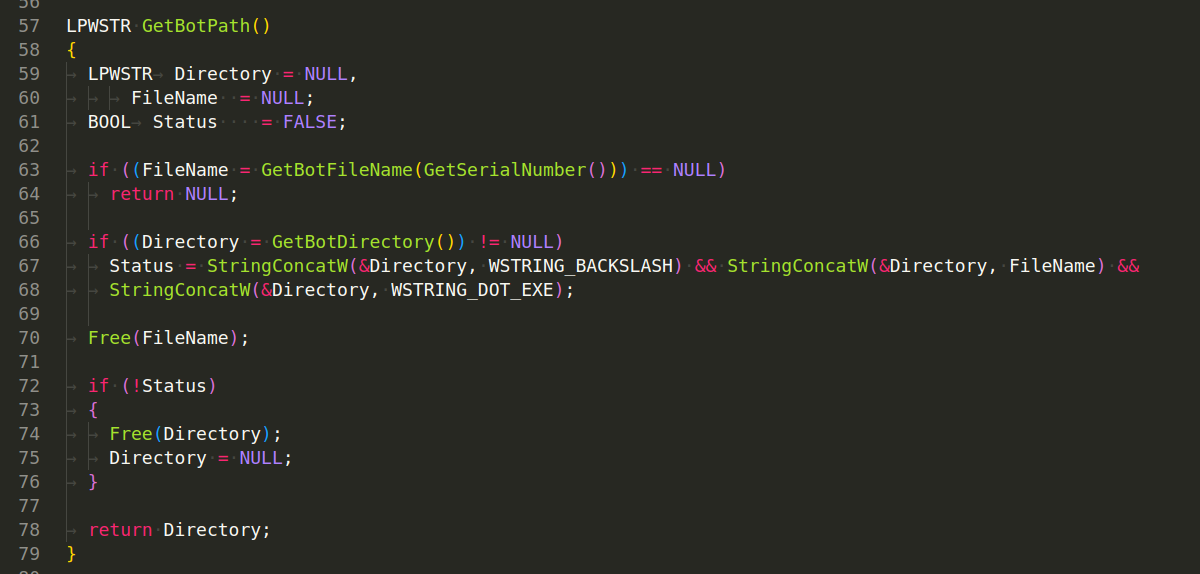 56
57 LPWSTR GetBotPath()
58 {
59 LPWSTR Directory = NULL,
60 FileName = NULL;
61 BOOL Status = FALSE;
62
63 if ((FileName = GetBotFileName(GetSerialNumber())) == NULL)
64 return NULL;
65
66 if ((Directory = GetBotDirectory()) != NULL)
67 Status = StringConcatW(&Directory, WSTRING_BACKSLASH) && StringConcatW(&Directory, FileName) &&
68 StringConcatW(&Directory, WSTRING_DOT_EXE);
69
70 Free(FileName);
71
72 if (!Status)
73 {
74 Free(Directory);
75 Directory = NULL;
76 }
77
78 return Directory;
79 }
80